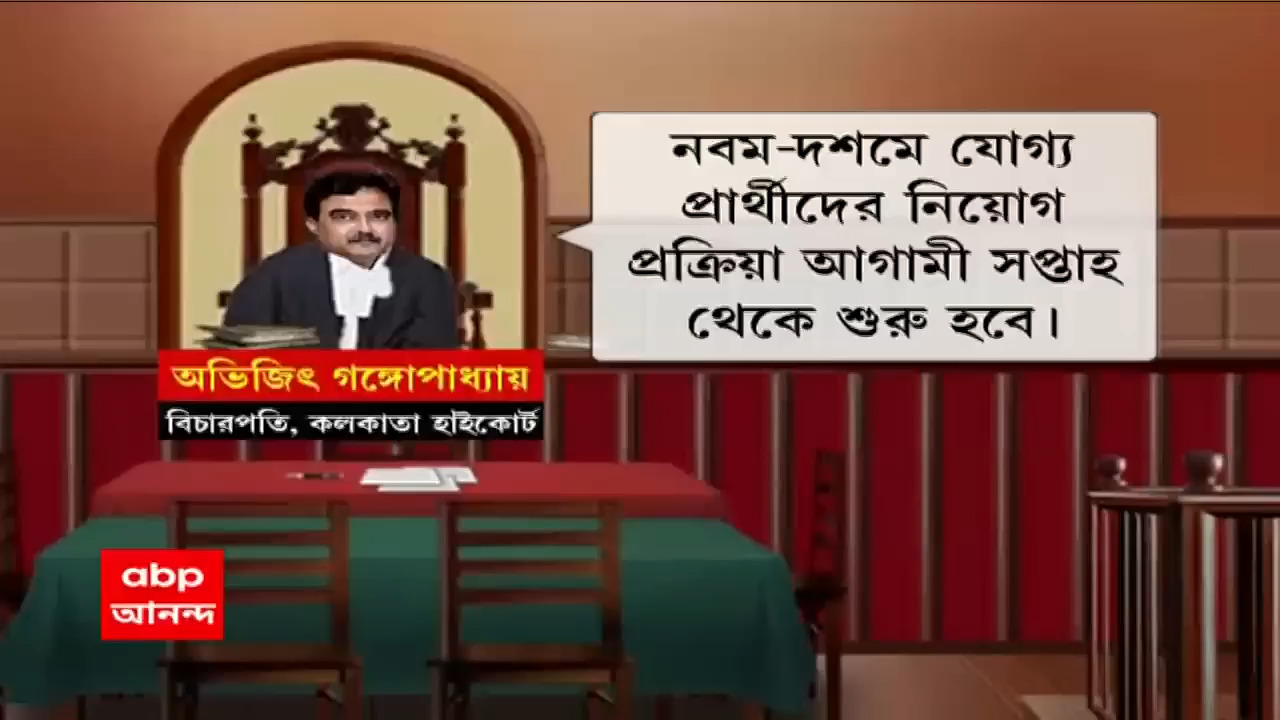 নবম-দশমে যোগ্য
প্রার্থীদের নিয়োগ
প্রক্রিয়া আগামী সপ্তাহ
থেকে শুরু হবে।
অভিজিৎ গঙ্গোপাধ্যায়
বিচারপতি, কলকাতা হাইকোর্ট
abp
আনন্দ